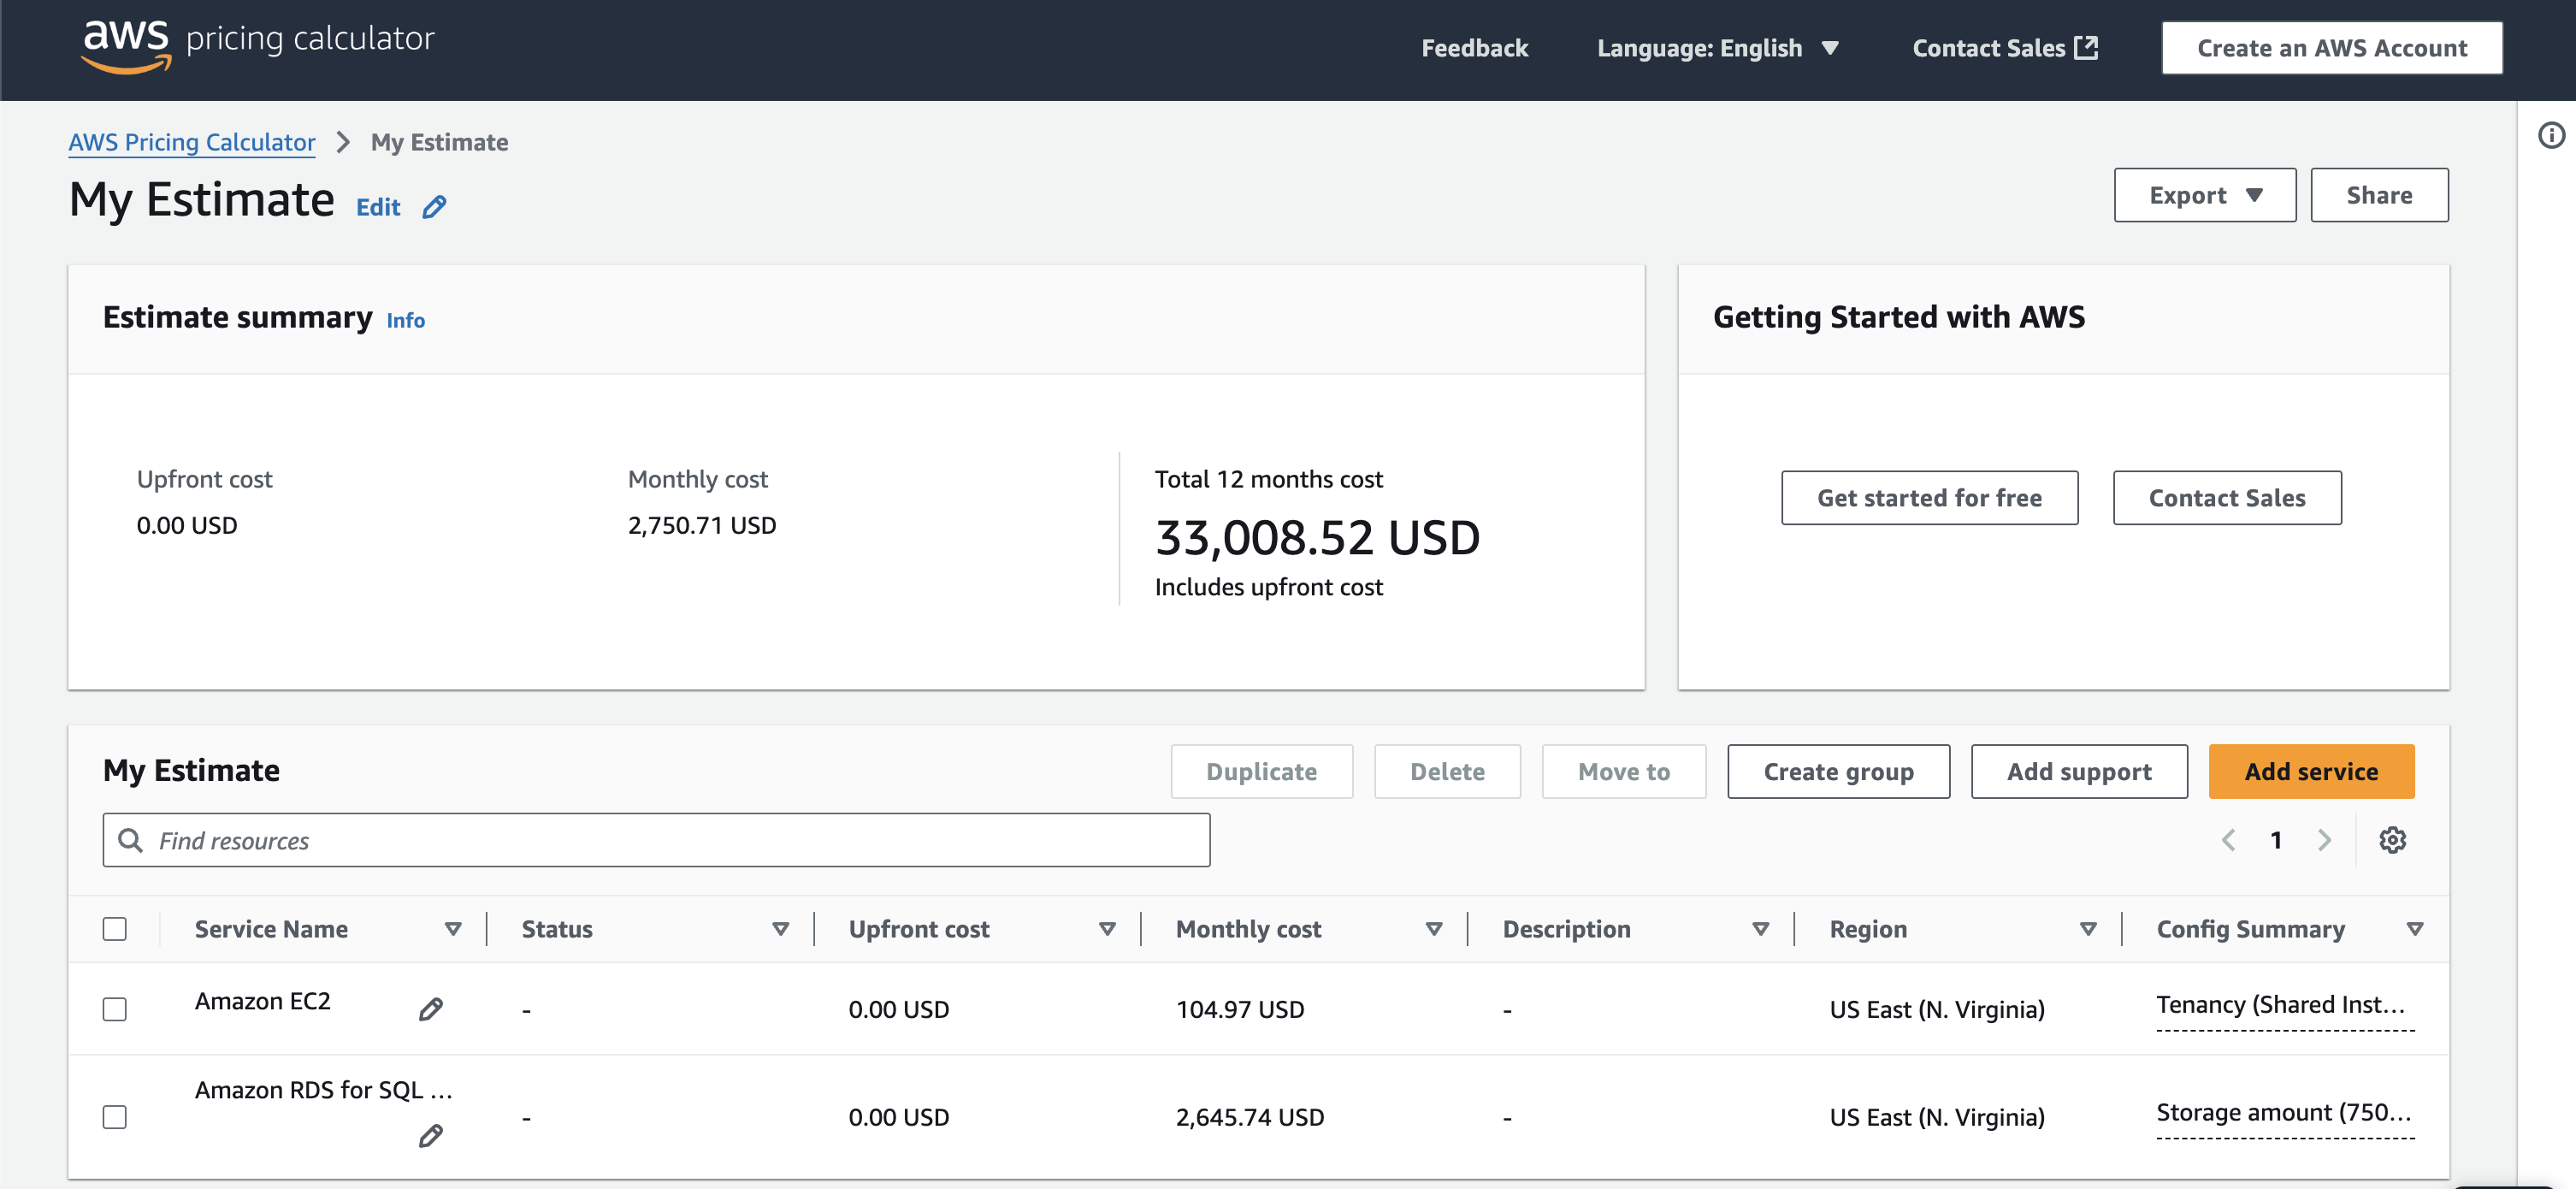 aws pricing calculator
Feedback
Language: English
Contact Sales
Create an AWS Account
AWS Pricing Calculator
My Estimate
My Estimate
Edit
Export
Share
Estimate summary
Info
Upfront cost
0.00 USD
Monthly cost
2,750.71 USD
Total 12 months cost
33,008.52 USD
Includes upfront cost
Getting Started with AWS
Get started for free
Contact Sales
My Estimate
Duplicate
Delete
Move to
Create group
Add support
Add service
Find resources
1
Service Name
Status
Upfront cost
Monthly cost
Description
Region
Config Summary
Amazon EC2
-
0.00 USD
104.97 USD
-
US East (N. Virginia)
Tenancy (Shared Inst...
Amazon RDS for SQL ...
-
0.00 USD
2,645.74 USD
-
US East (N. Virginia)
Storage amount (750...